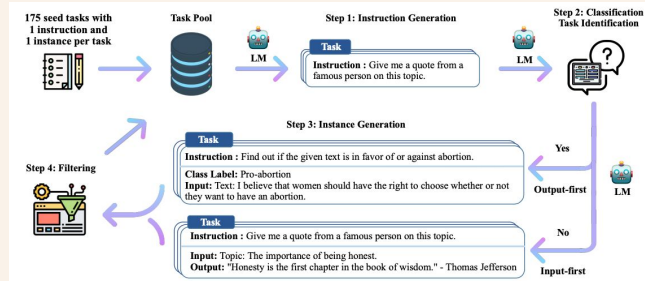 175 seed tasks with
1 instruction and
1 instance per task
Task Pool
Step 1: Instruction Generation
Step 2: Classification
Task Identification
LM
Task
Instruction : Give me a quote from a
famous person on this topic.
LM
Step 3: Instance Generation
Task
Instruction : Find out if the given text is in favor of or against abortion.
Class Label: Pro-abortion
Input: Text: I believe that women should have the right to choose whether or not
they want to have an abortion.
Yes
Output-first
LM
Step 4: Filtering
Task
Instruction : Give me a quote from a famous person on this topic.
Input: Topic: The importance of being honest.
Output: "Honesty is the first chapter in the book of wisdom." - Thomas Jefferson
No
Input-first